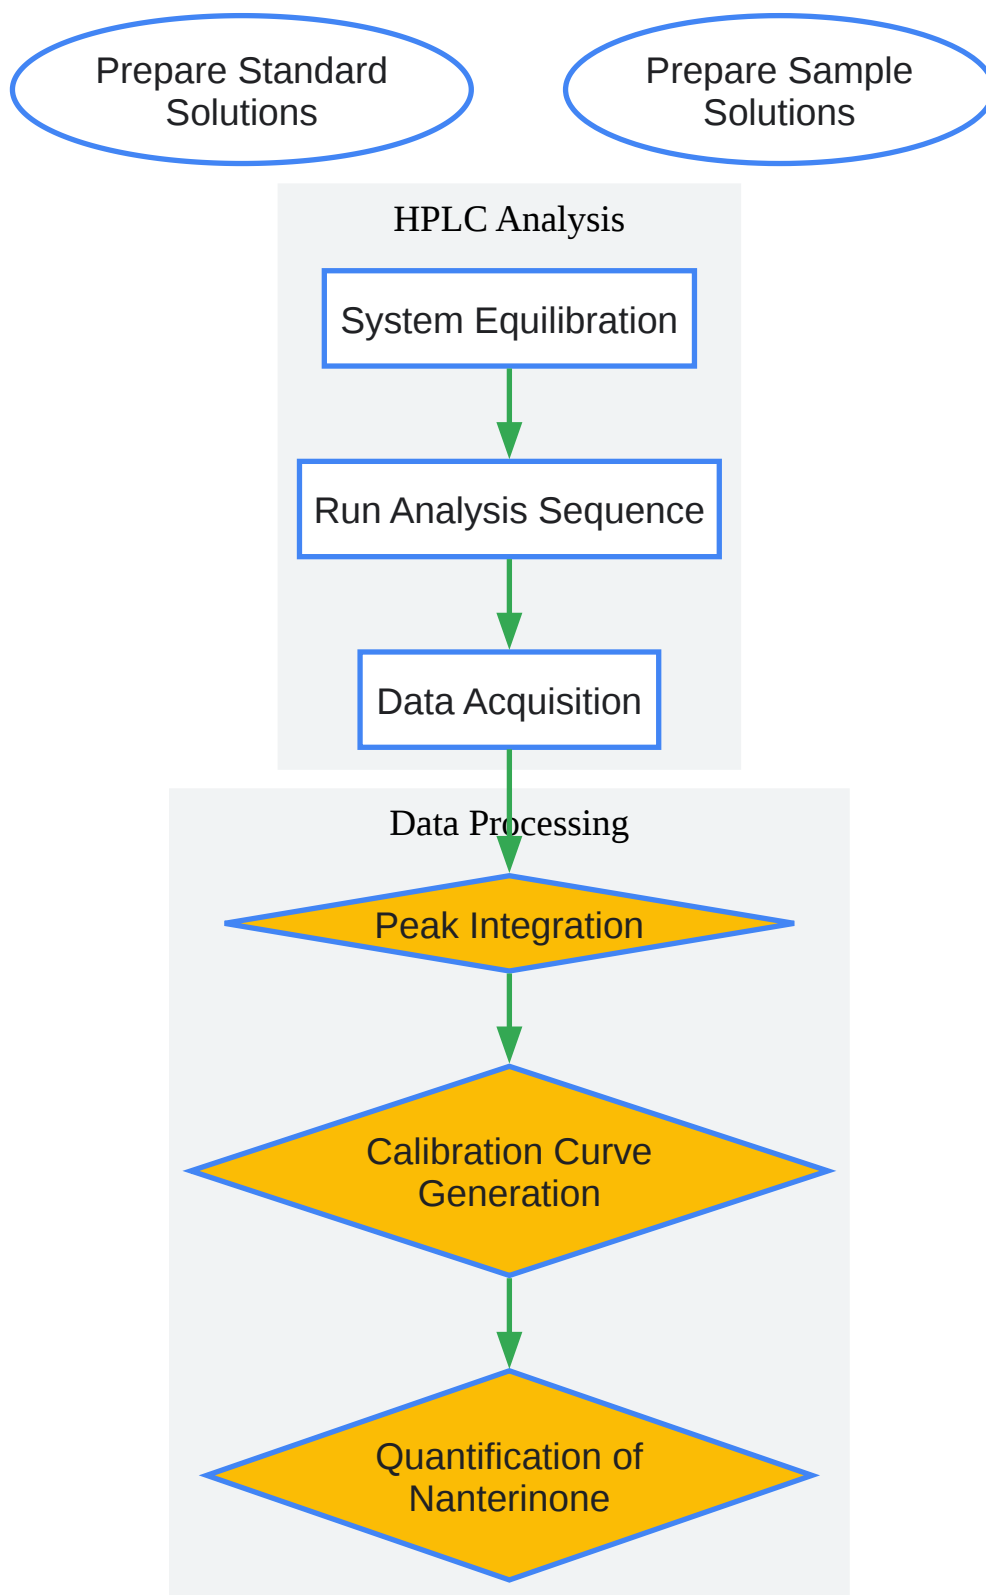 Prepare Standard
Solutions
Prepare Sample
Solutions
HPLC Analysis
System Equilibration
Run Analysis Sequence
Data Acquisition
Data Processing
Peak Integration
Calibration Curve
Generation
Quantification of
Nanterinone